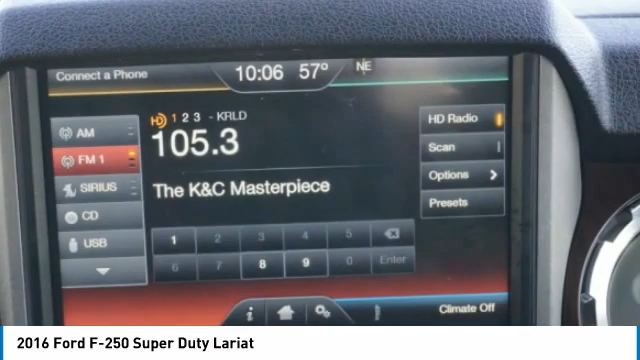 Connect a Phone
10:06 57° NE
HD 1 2 3 - KRLD
105.3
The K&C Masterpiece
AM
FM 1
SIRIUS
CD
USB
HD Radio
Scan
Options
Presets
1 2 3 4 5
6 7 8 9 0 Enter
Climate Off
2016 Ford F-250 Super Duty Lariat